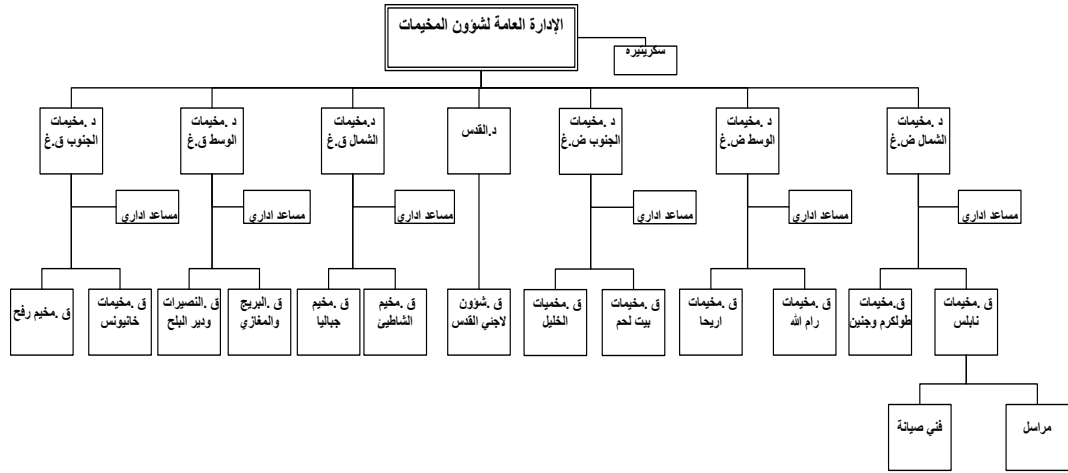 الإدارة العامة لشؤون المخيمات
سكريتيره
د .مخيمات
الشمال ض.غ
د .مخيمات
الوسط ض.غ
د .مخيمات
الجنوب ض.غ
د.القدس
د.مخيمات
الشمال ق.غ
د .مخيمات
الوسط ق.غ
د .مخيمات
الجنوب ق.غ
مساعد اداري
مساعد اداري
مساعد اداري
مساعد اداري
مساعد اداري
مساعد اداري
ق .مخيمات
نابلس
ق.مخيمات
طولكرم وجنين
ق .مخيمات
رام الله
ق .مخيمات
اريحا
ق .مخيمات
بيت لحم
ق .مخميات
الخليل
ق .شؤون
لاجئي القدس
ق .مخيم
الشاطيئ
ق .مخيم
جباليا
ق .البريج
والمغازي
ق .النصيرات
ودير البلح
ق .مخيمات
خانيونس
ق .مخيم رفح
مراسل
فني صيانة